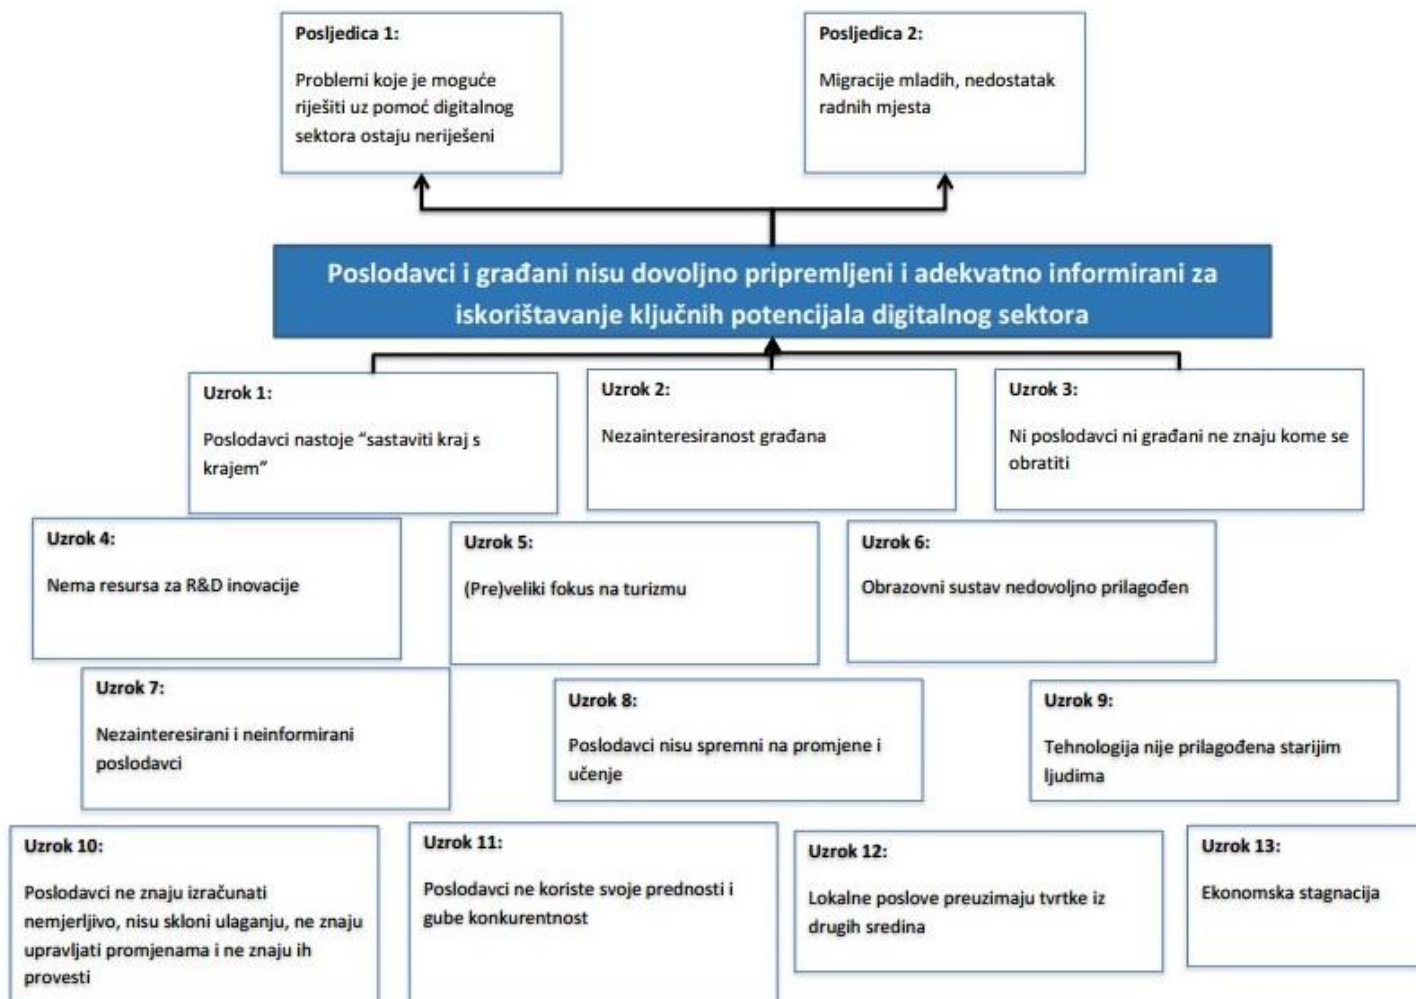 Posljedica 1:
Problemi koje je moguće
riješiti uz pomoć digitalnog
sektora ostaju neriješeni
Posljedica 2:
Migracije mladih, nedostatak
radnih mjesta
Poslodavci i građani nisu dovoljno pripremljeni i adekvatno informirani za
iskorištavanje ključnih potencijala digitalnog sektora
Uzrok 1:
Poslodavci nastoje “sastaviti kraj s
krajem”
Uzrok 2:
Nezainteresiranost građana
Uzrok 3:
Ni poslodavci ni građani ne znaju kome se
obratiti
Uzrok 4:
Nema resursa za R&D inovacije
Uzrok 5:
(Pre)veliki fokus na turizmu
Uzrok 6:
Obrazovni sustav nedovoljno prilagođen
Uzrok 7:
Nezainteresirani i neinformirani
poslodavci
Uzrok 8:
Poslodavci nisu spremni na promjene i
učenje
Uzrok 9:
Tehnologija nije prilagođena starijim
ljudima
Uzrok 10:
Poslodavci ne znaju izračunati
nemjerljivo, nisu skloni ulaganju, ne znaju
upravljati promjenama i ne znaju ih
provesti
Uzrok 11:
Poslodavci ne koriste svoje prednosti i
gube konkurentnost
Uzrok 12:
Lokalne poslove preuzimaju tvrtke iz
drugih sredina
Uzrok 13:
Ekonomska stagnacija